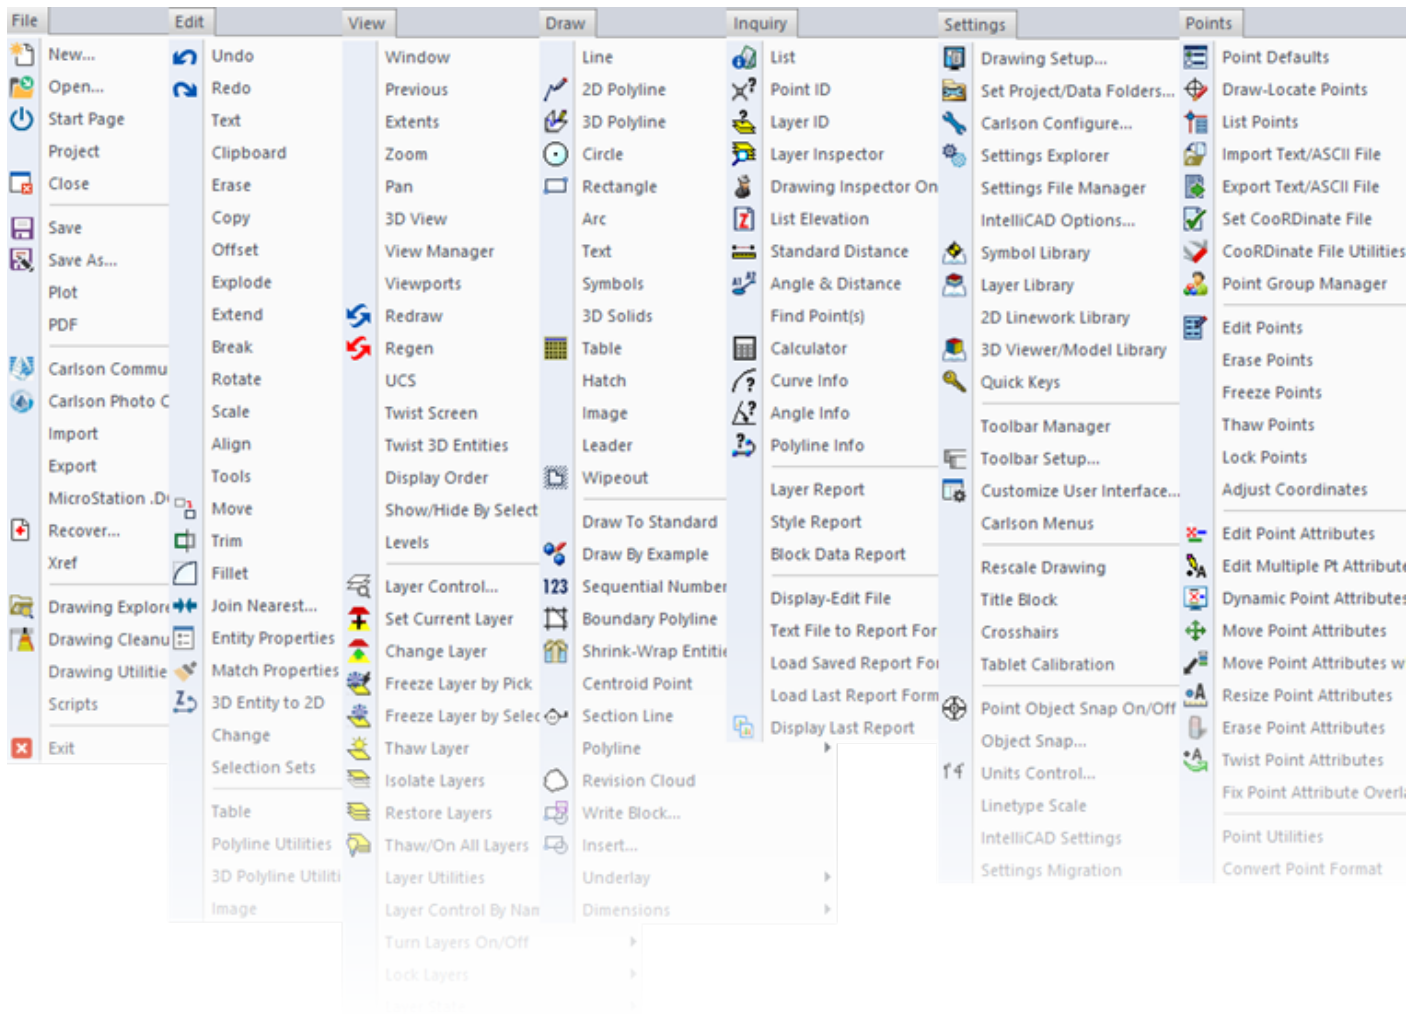 File
New...
Open...
Start Page
Project
Close
Save
Save As...
Plot
PDF
Carlson Commu
Carlson Photo C
Import
Export
MicroStation .D
Recover...
Xref
Drawing Explore
Drawing Cleanu
Drawing Utilitie
Scripts
Exit
Edit
Undo
Redo
Text
Clipboard
Erase
Copy
Offset
Explode
Extend
Break
Rotate
Scale
Align
Tools
Move
Trim
Fillet
Join Nearest...
Entity Properties
Match Properties
3D Entity to 2D
Change
Selection Sets
Table
Polyline Utilities
3D Polyline Utiliti
Image
View
Window
Previous
Extents
Zoom
Pan
3D View
View Manager
Viewports
Redraw
Regen
UCS
Twist Screen
Twist 3D Entities
Display Order
Show/Hide By Select
Levels
Layer Control...
Set Current Layer
Change Layer
Freeze Layer by Pick
Freeze Layer by Selec
Thaw Layer
Isolate Layers
Restore Layers
Thaw/On All Layers
Layer Utilities
Layer Control By Nam
Turn Layers On/Off
Lock Layers
Draw
Line
2D Polyline
3D Polyline
Circle
Rectangle
Arc
Text
Symbols
3D Solids
Table
Hatch
Image
Leader
Wipeout
Draw To Standard
Draw By Example
123 Sequential Number
Boundary Polyline
Shrink-Wrap Entitie
Centroid Point
Section Line
Polyline
Revision Cloud
Write Block...
Insert...
Underlay
Dimensions
Inquiry
List
Point ID
Layer ID
Layer Inspector
Drawing Inspector On
List Elevation
Standard Distance
Angle & Distance
Find Point(s)
Calculator
Curve Info
Angle Info
Polyline Info
Layer Report
Style Report
Block Data Report
Display-Edit File
Text File to Report For
Load Saved Report For
Load Last Report Form
Display Last Report
Settings
Drawing Setup...
Set Project/Data Folders...
Carlson Configure...
Settings Explorer
Settings File Manager
IntelliCAD Options...
Symbol Library
Layer Library
2D Linework Library
3D Viewer/Model Library
Quick Keys
Toolbar Manager
Toolbar Setup...
Customize User Interface...
Carlson Menus
Rescale Drawing
Title Block
Crosshairs
Tablet Calibration
Point Object Snap On/Off
Object Snap...
Units Control...
Linetype Scale
IntelliCAD Settings
Settings Migration
Points
Point Defaults
Draw-Locate Points
List Points
Import Text/ASCII File
Export Text/ASCII File
Set CooRDinate File
CooRDinate File Utilities
Point Group Manager
Edit Points
Erase Points
Freeze Points
Thaw Points
Lock Points
Adjust Coordinates
Edit Point Attributes
Edit Multiple Pt Attribute
Dynamic Point Attributes
Move Point Attributes
Move Point Attributes w
Resize Point Attributes
Erase Point Attributes
Twist Point Attributes
Fix Point Attribute Overla
Point Utilities
Convert Point Format